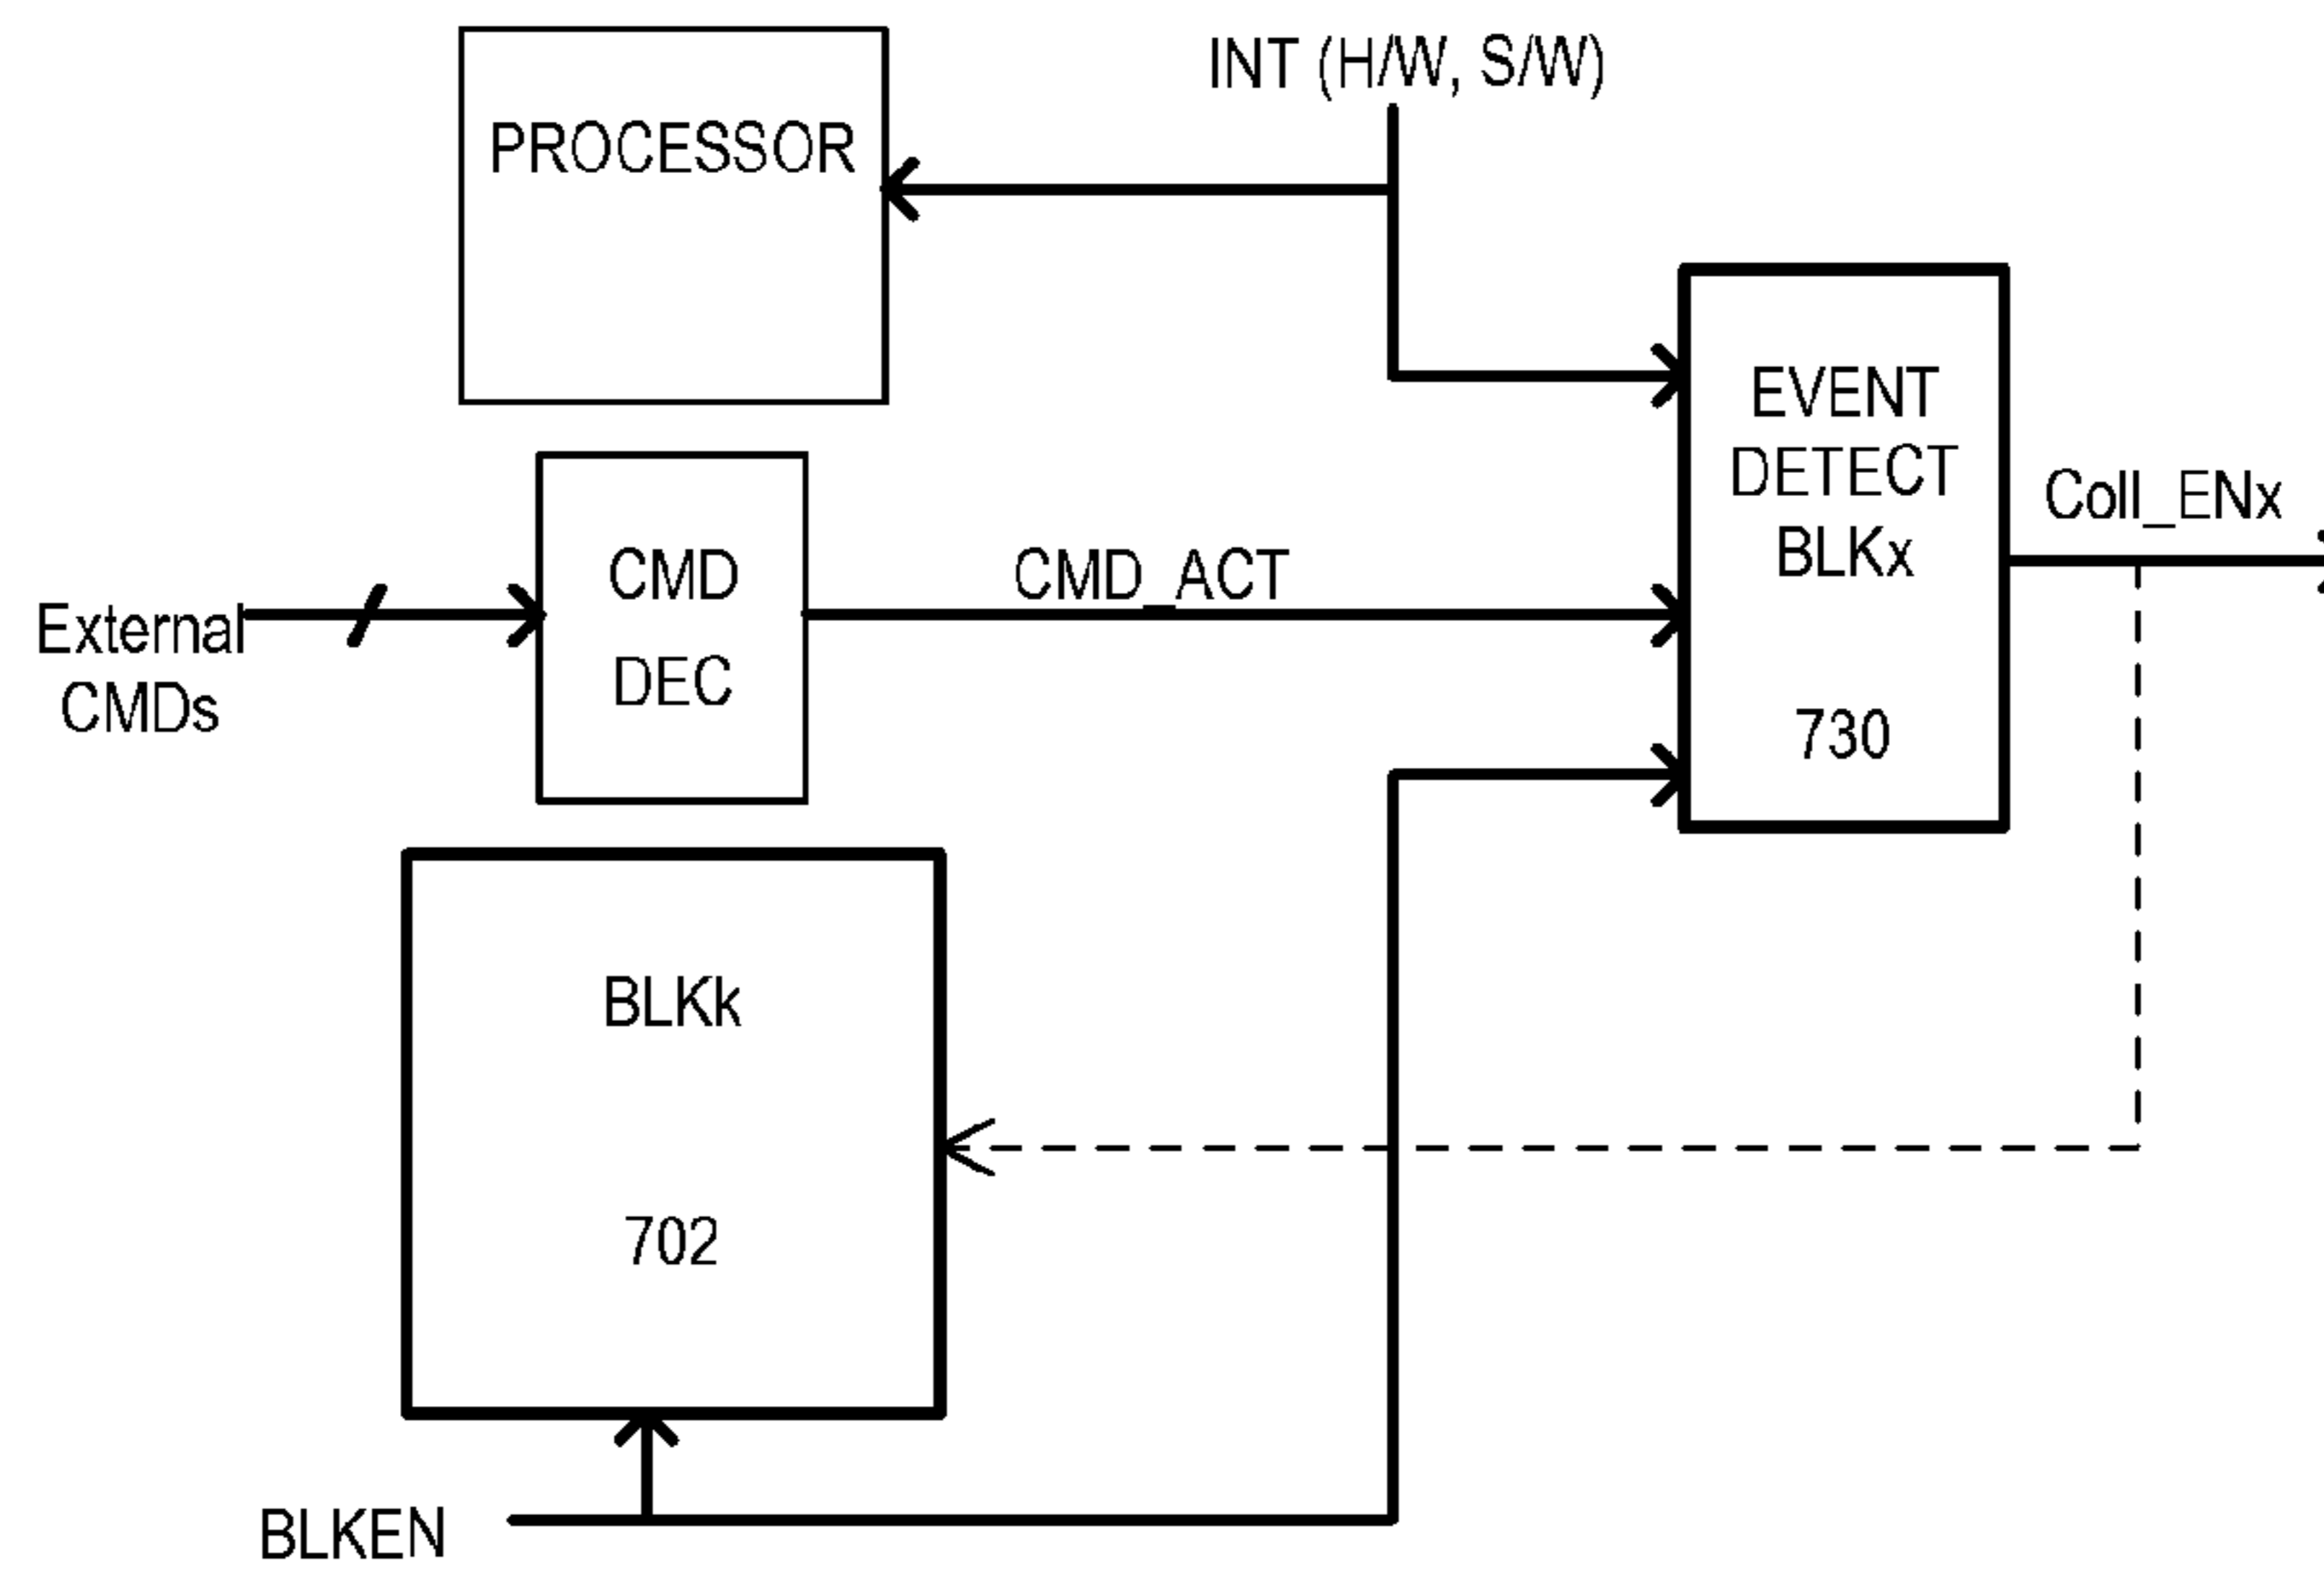 INT (H/W, S/W)
PROCESSOR
EVENT
DETECT
BLKx
730
Coll_ENx
CMD
DEC
CMD_ACT
External
CMDs
BLKk
702
BLKEN